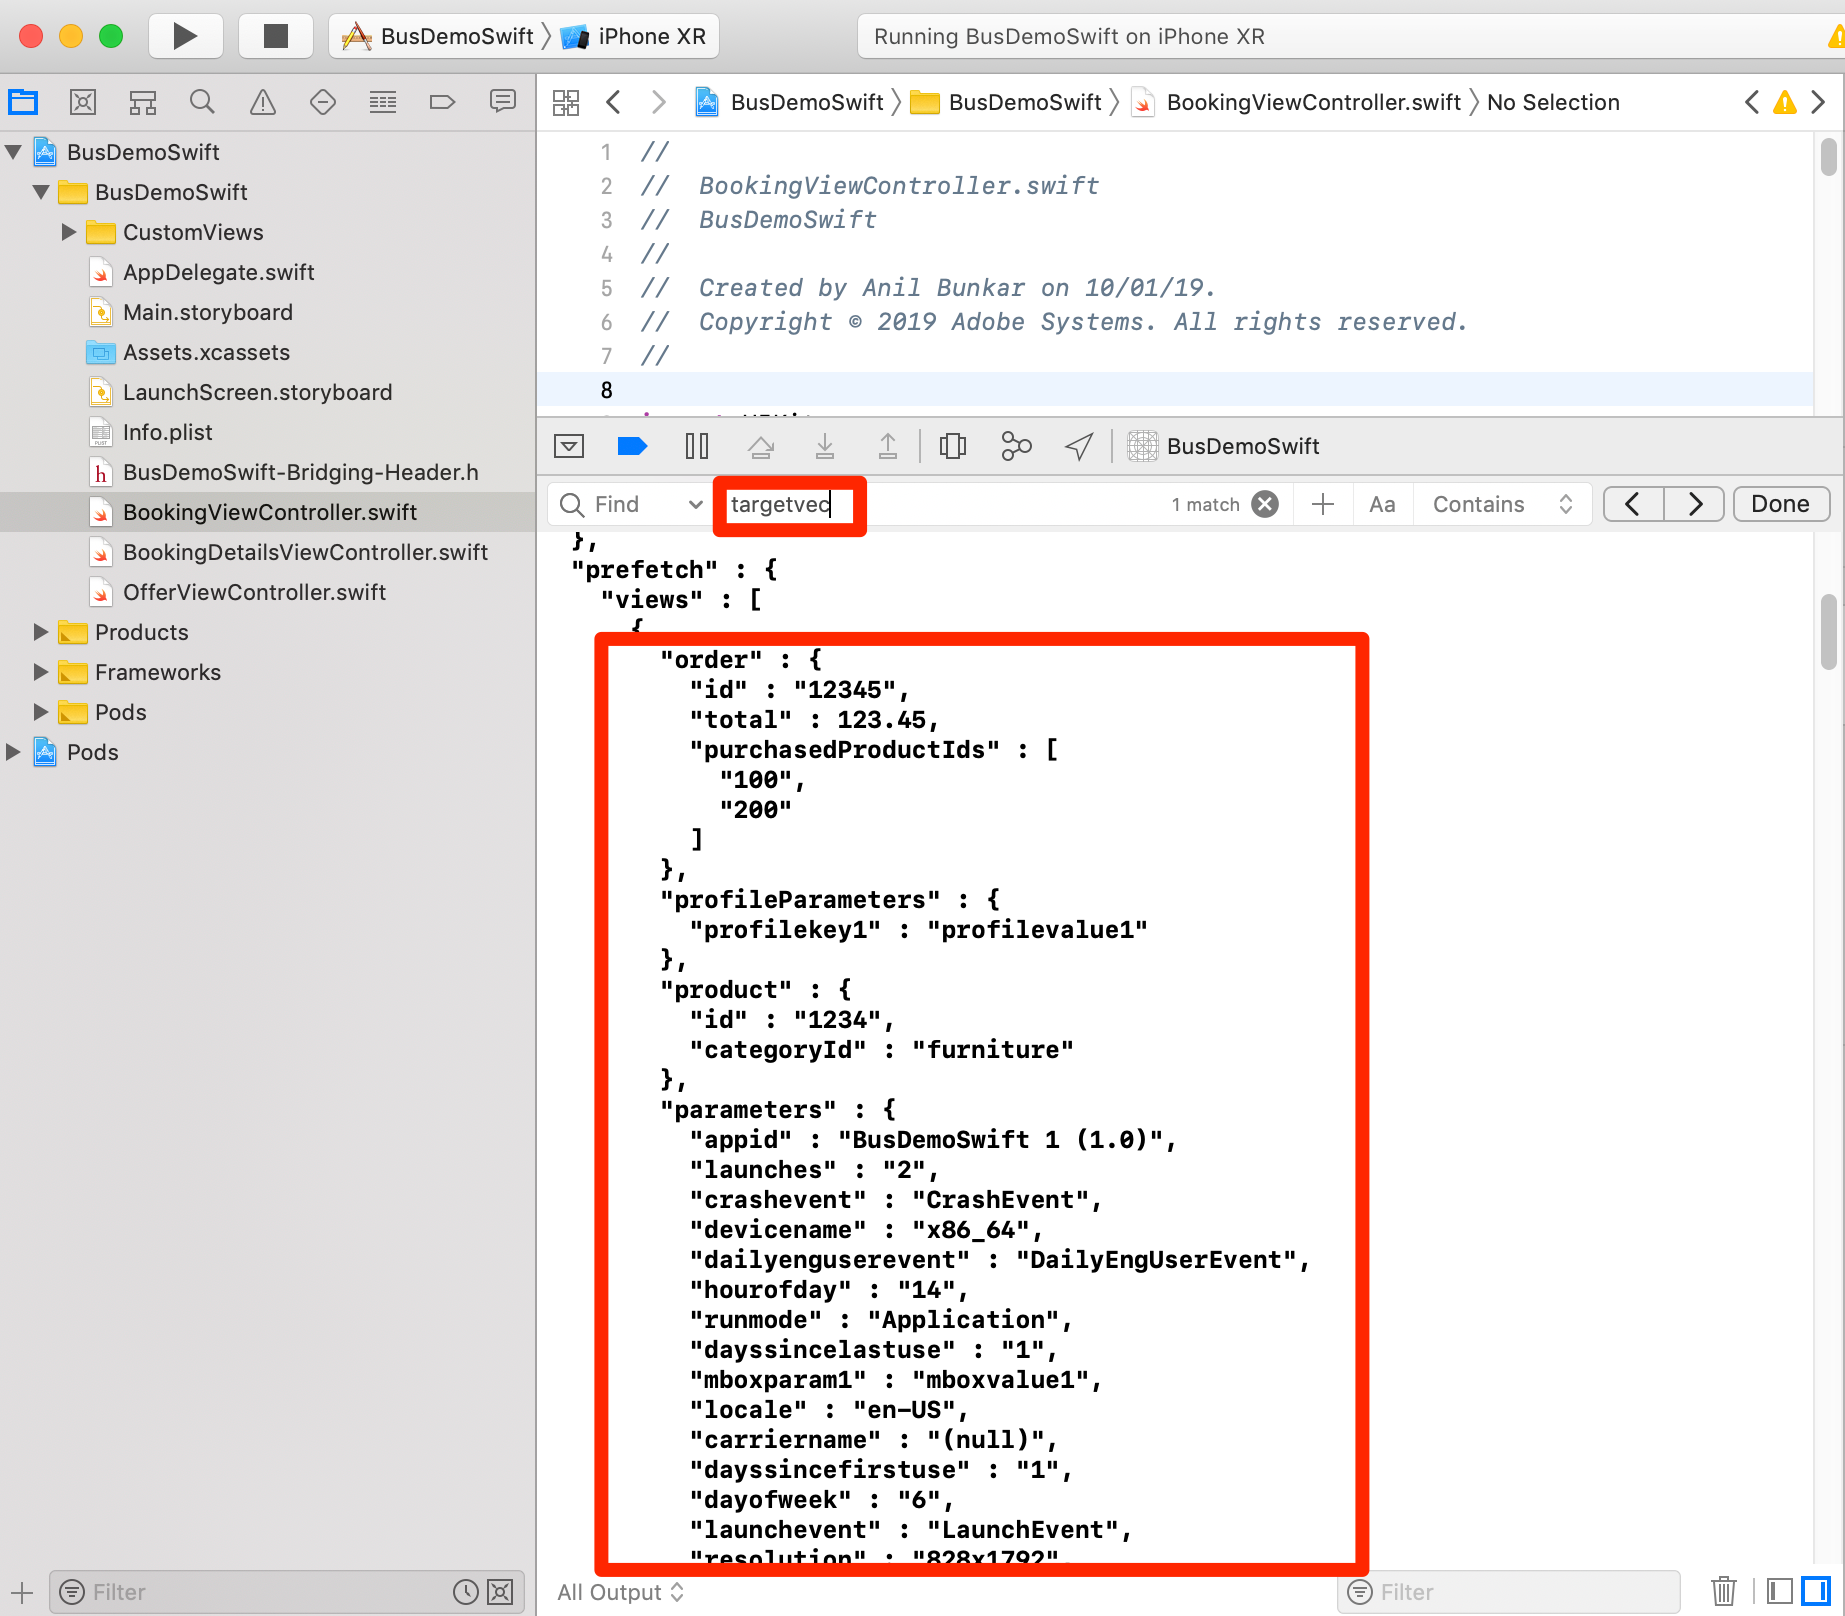 BusDemoSwift
iPhone XR
Running BusDemoSwift on iPhone XR
BusDemoSwift
BusDemoSwift
BookingViewController.swift
No Selection
BusDemoSwift
BusDemoSwift
CustomViews
AppDelegate.swift
Main.storyboard
Assets.xcassets
LaunchScreen.storyboard
Info.plist
BusDemoSwift-Bridging-Header.h
BookingViewController.swift
BookingDetailsViewController.swift
OfferViewController.swift
Products
Frameworks
Pods
Pods
Filter
1 //
2 // BookingViewController.swift
3 // BusDemoSwift
4 //
5 // Created by Anil Bunkar on 10/01/19.
6 // Copyright © 2019 Adobe Systems. All rights reserved.
7 //
8
BusDemoSwift
Find targetvec 1 match Aa Contains Done
},
"prefetch" : {
"views" : [
{
"order" : {
"id" : "12345",
"total" : 123.45,
"purchasedProductIds" : [
"100",
"200"
]
},
"profileParameters" : {
"profilekey1" : "profilevalue1"
},
"product" : {
"id" : "1234",
"categoryId" : "furniture"
},
"parameters" : {
"appid" : "BusDemoSwift 1 (1.0)",
"launches" : "2",
"crashevent" : "CrashEvent",
"devicename" : "x86_64",
"dailyenguserevent" : "DailyEngUserEvent",
"hourofday" : "14",
"runmode" : "Application",
"dayssincelastuse" : "1",
"mboxparam1" : "mboxvalue1",
"locale" : "en-US",
"carriername" : "(null)",
"dayssincefirstuse" : "1",
"dayofweek" : "6",
"launchevent" : "LaunchEvent",
"resolution" : "828x1792",
All Output
Filter